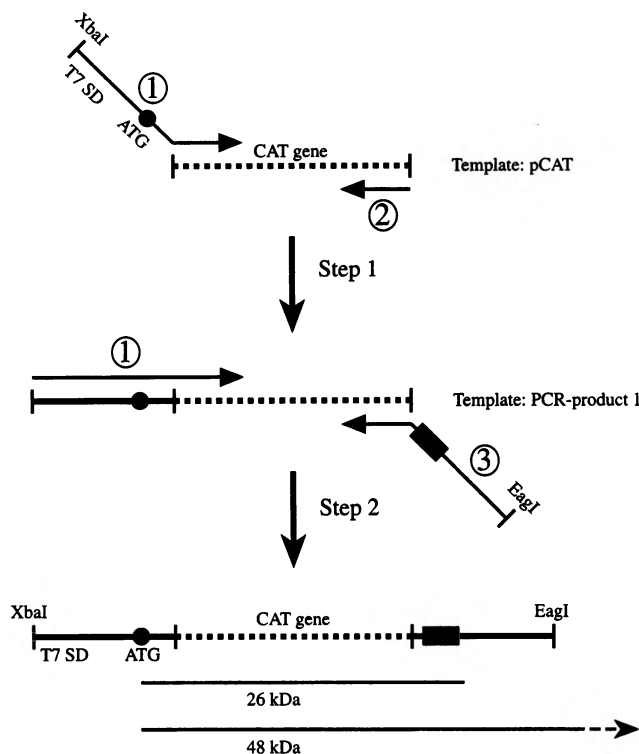 XbaI
T7 SD
①
ATG
CAT gene
Template: pCAT
②
Step 1
①
Template: PCR-product 1
③
EagI
Step 2
XbaI
CAT gene
EagI
T7 SD
ATG
26 kDa
48 kDa